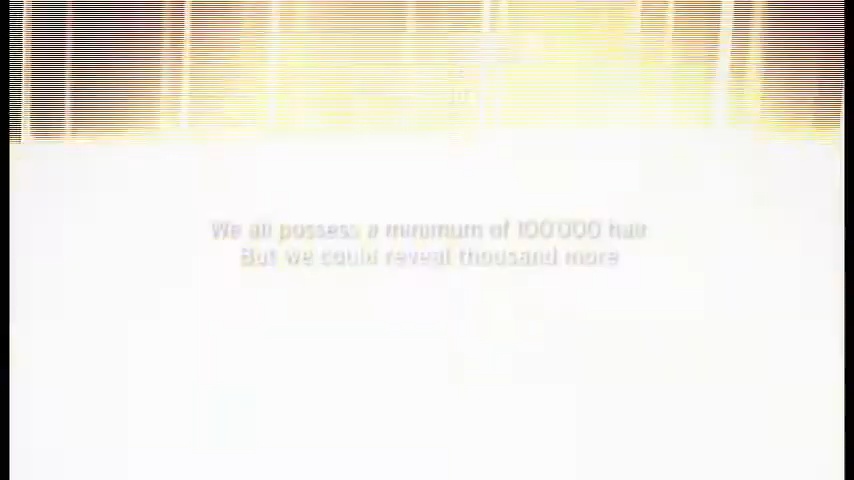 We all possess a minimum of 100'000 hair
But we could reveal thousand more